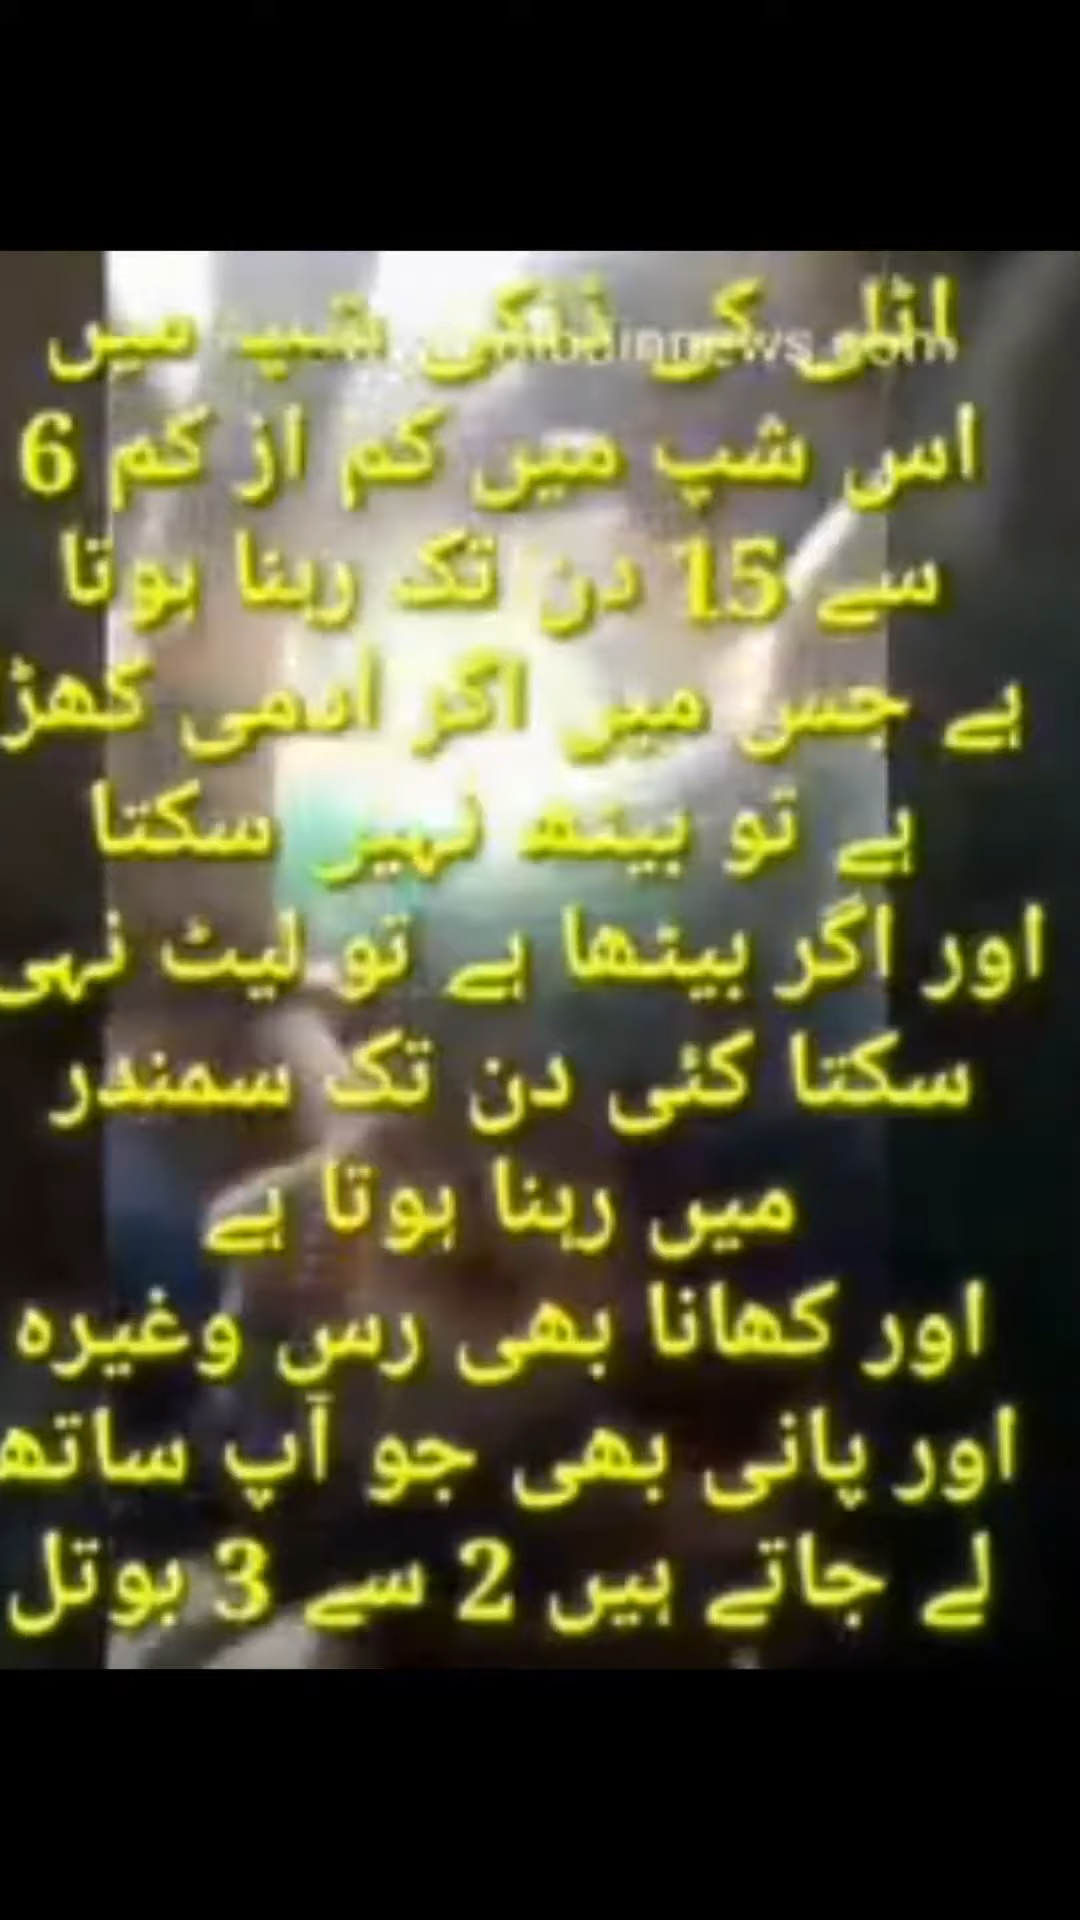 اٹلی کی ڈنکی شپ میں
اس شپ میں کم از کم 6
سے 15 دن تک رہنا ہوتا
ہے جس میں اگر آدمی کھڑ
ہے تو بیٹھ نہیں سکتا
اور اگر بیٹھا ہے تو لیٹ نہی
سکتا کئی دن تک سمندر
میں رہنا ہوتا ہے
اور کھانا بھی رس وغیرہ
اور پانی بھی جو آپ ساتھ
لے جاتے ہیں 2 سے 3 بوتل